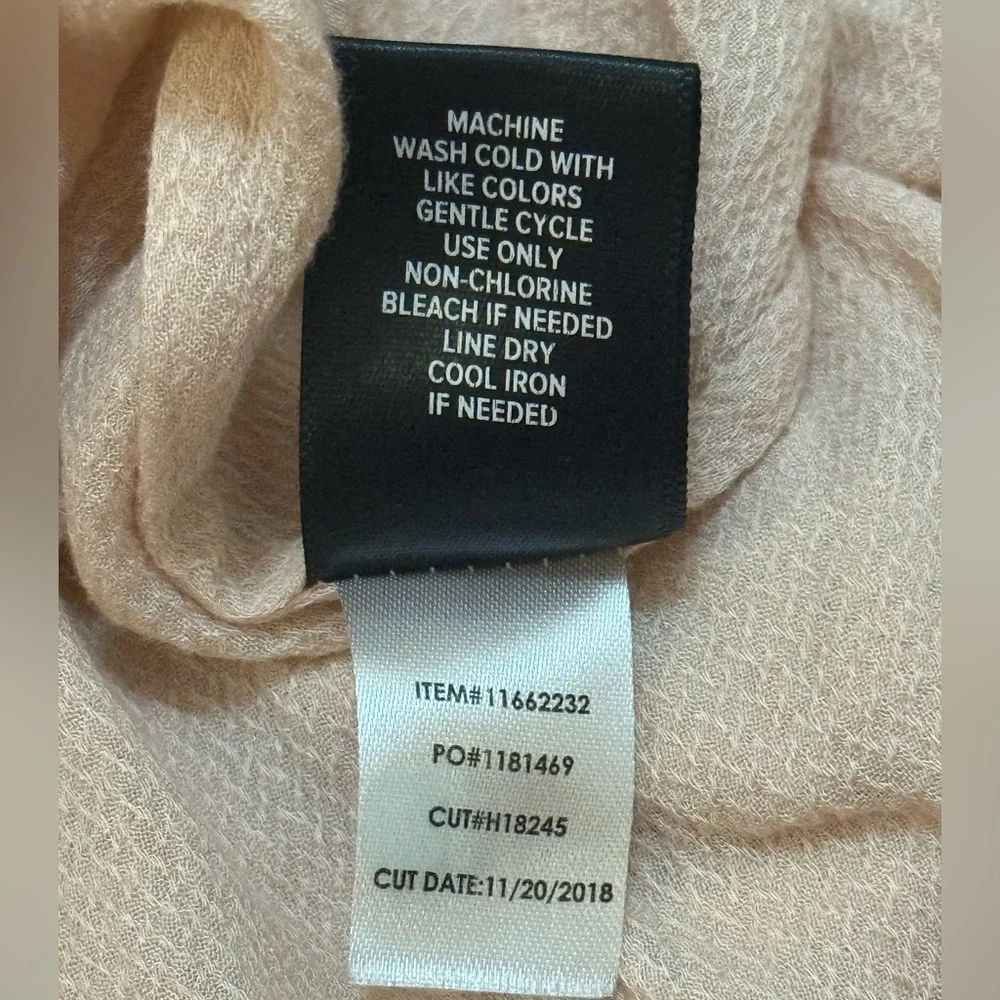 MACHINE
WASH COLD WITH
LIKE COLORS
GENTLE CYCLE
USE ONLY
NON-CHLORINE
BLEACH IF NEEDED
LINE DRY
COOL IRON
IF NEEDED
ITEM#11662232
PO#1181469
CUT#H18245
CUT DATE:11/20/2018